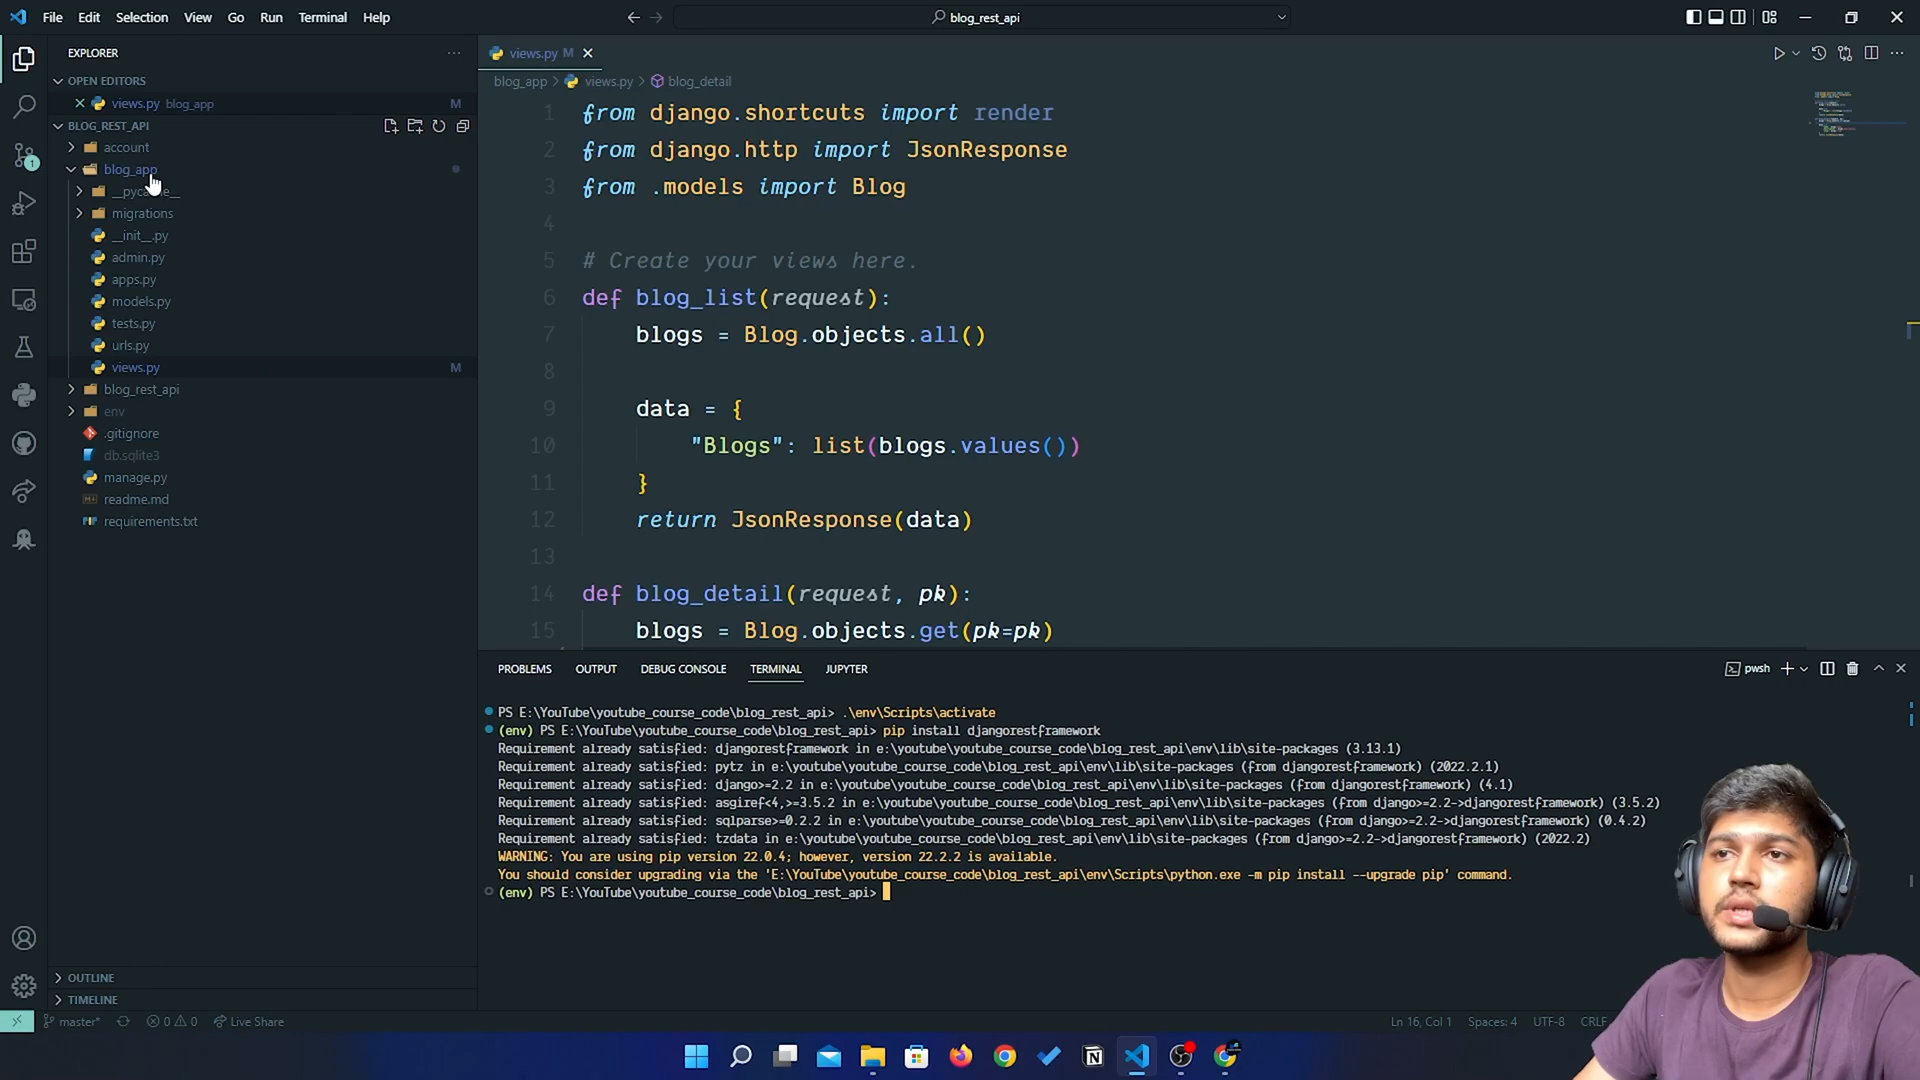 File Edit Selection View Go Run Terminal Help
blog_rest_api
EXPLORER
OPEN EDITORS
views.py blog_app M
BLOG_REST_API
account
blog_app
migrations
__init__.py
admin.py
apps.py
models.py
tests.py
urls.py
views.py M
blog_rest_api
env
.gitignore
db.sqlite3
manage.py
readme.md
requirements.txt
OUTLINE
TIMELINE
views.py M
blog_app > views.py > blog_detail
1 from django.shortcuts import render
2 from django.http import JsonResponse
3 from .models import Blog
4
5 # Create your views here.
6 def blog_list(request):
7 blogs = Blog.objects.all()
8
9 data = {
10 "Blogs": list(blogs.values())
11 }
12 return JsonResponse(data)
13
14 def blog_detail(request, pk):
15 blogs = Blog.objects.get(pk=pk)
PROBLEMS OUTPUT DEBUG CONSOLE TERMINAL JUPYTER
pwsh
PS E:\YouTube\youtube_course_code\blog_rest_api> .\env\Scripts\activate
(env) PS E:\YouTube\youtube_course_code\blog_rest_api> pip install djangorestframework
Requirement already satisfied: djangorestframework in e:\youtube\youtube_course_code\blog_rest_api\env\lib\site-packages (3.13.1)
Requirement already satisfied: pytz in e:\youtube\youtube_course_code\blog_rest_api\env\lib\site-packages (from djangorestframework) (2022.2.1)
Requirement already satisfied: django>=2.2 in e:\youtube\youtube_course_code\blog_rest_api\env\lib\site-packages (from djangorestframework) (4.1)
Requirement already satisfied: asgiref<4,>=3.5.2 in e:\youtube\youtube_course_code\blog_rest_api\env\lib\site-packages (from django>=2.2->djangorestframework) (3.5.2)
Requirement already satisfied: sqlparse>=0.2.2 in e:\youtube\youtube_course_code\blog_rest_api\env\lib\site-packages (from django>=2.2->djangorestframework) (0.4.2)
Requirement already satisfied: tzdata in e:\youtube\youtube_course_code\blog_rest_api\env\lib\site-packages (from django>=2.2->djangorestframework) (2022.2)
WARNING: You are using pip version 22.0.4; however, version 22.2.2 is available.
You should consider upgrading via the 'E:\YouTube\youtube_course_code\blog_rest_api\env\Scripts\python.exe -m pip install --upgrade pip' command.
(env) PS E:\YouTube\youtube_course_code\blog_rest_api>
master* 0 0 Live Share
Ln 16, Col 1 Spaces: 4 UTF-8 CRLF